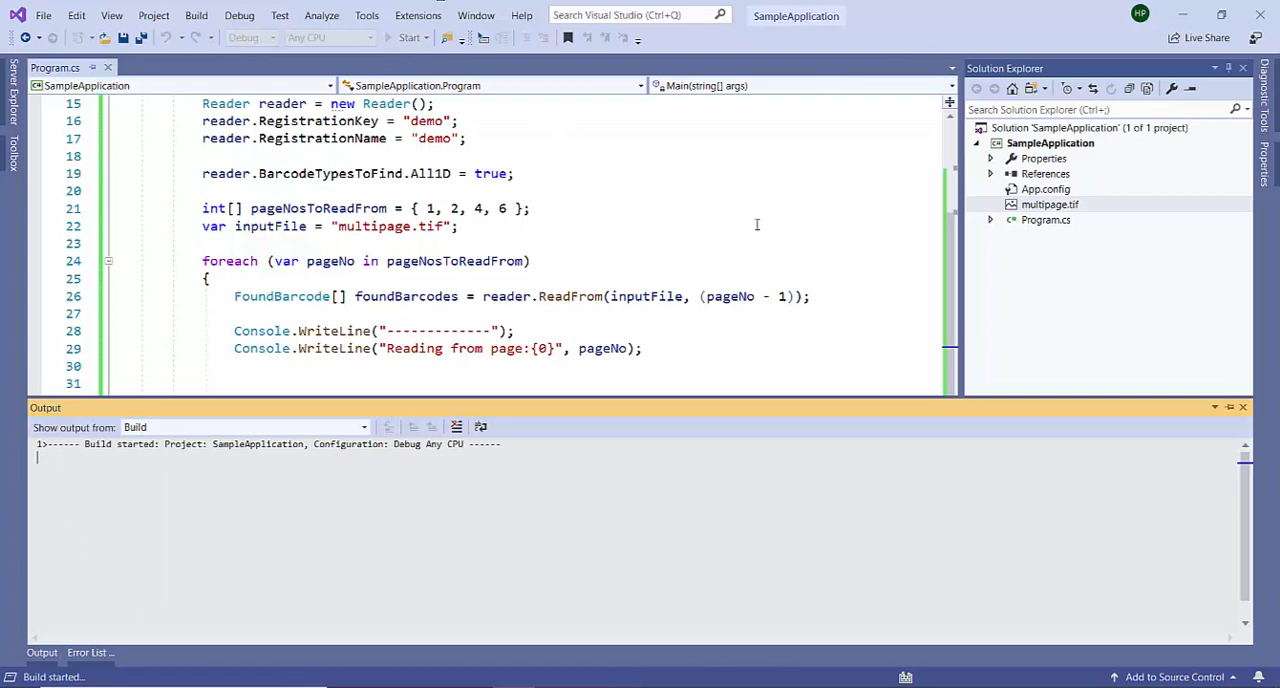 File Edit View Project Build Debug Test Analyze Tools Extensions Window Help Search Visual Studio (Ctrl+Q) SampleApplication HP
Debug Any CPU Start Live Share
Program.cs Solution Explorer
SampleApplication SampleApplication.Program Main(string[] args)
Server Explorer
Toolbox
Diagnostic Tools
Properties
15 Reader reader = new Reader();
16 reader.RegistrationKey = "demo";
17 reader.RegistrationName = "demo";
18
19 reader.BarcodeTypesToFind.All1D = true;
20
21 int[] pageNosToReadFrom = { 1, 2, 4, 6 };
22 var inputFile = "multipage.tif";
23
24 foreach (var pageNo in pageNosToReadFrom)
25 {
26 FoundBarcode[] foundBarcodes = reader.ReadFrom(inputFile, (pageNo - 1));
27
28 Console.WriteLine("-------------");
29 Console.WriteLine("Reading from page:{0}", pageNo);
30
31
Search Solution Explorer (Ctrl+;)
Solution 'SampleApplication' (1 of 1 project)
SampleApplication
Properties
References
App.config
multipage.tif
Program.cs
Output
Show output from: Build
1>------ Build started: Project: SampleApplication, Configuration: Debug Any CPU ------
Output Error List ...
Build started... Add to Source Control